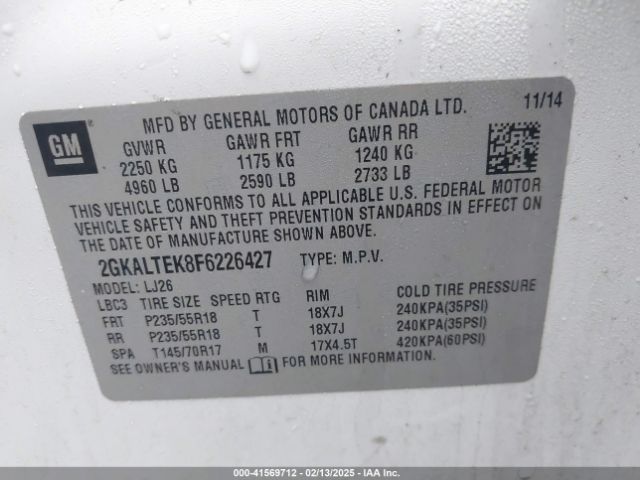 MFD BY GENERAL MOTORS OF CANADA LTD. 11/14
GM ®
GVWR GAWR FRT GAWR RR
2250 KG 1175 KG 1240 KG
4960 LB 2590 LB 2733 LB
THIS VEHICLE CONFORMS TO ALL APPLICABLE U.S. FEDERAL MOTOR
VEHICLE SAFETY AND THEFT PREVENTION STANDARDS IN EFFECT ON
THE DATE OF MANUFACTURE SHOWN ABOVE.
2GKALTEK8F6226427 TYPE: M.P.V.
MODEL: LJ26
LBC3 TIRE SIZE SPEED RTG RIM COLD TIRE PRESSURE
FRT P235/55R18 T 18X7J 240KPA(35PSI)
RR P235/55R18 T 18X7J 240KPA(35PSI)
SPA T145/70R17 M 17X4.5T 420KPA(60PSI)
SEE OWNER'S MANUAL FOR MORE INFORMATION.
000-41569712 - 02/13/2025 - IAAI.com